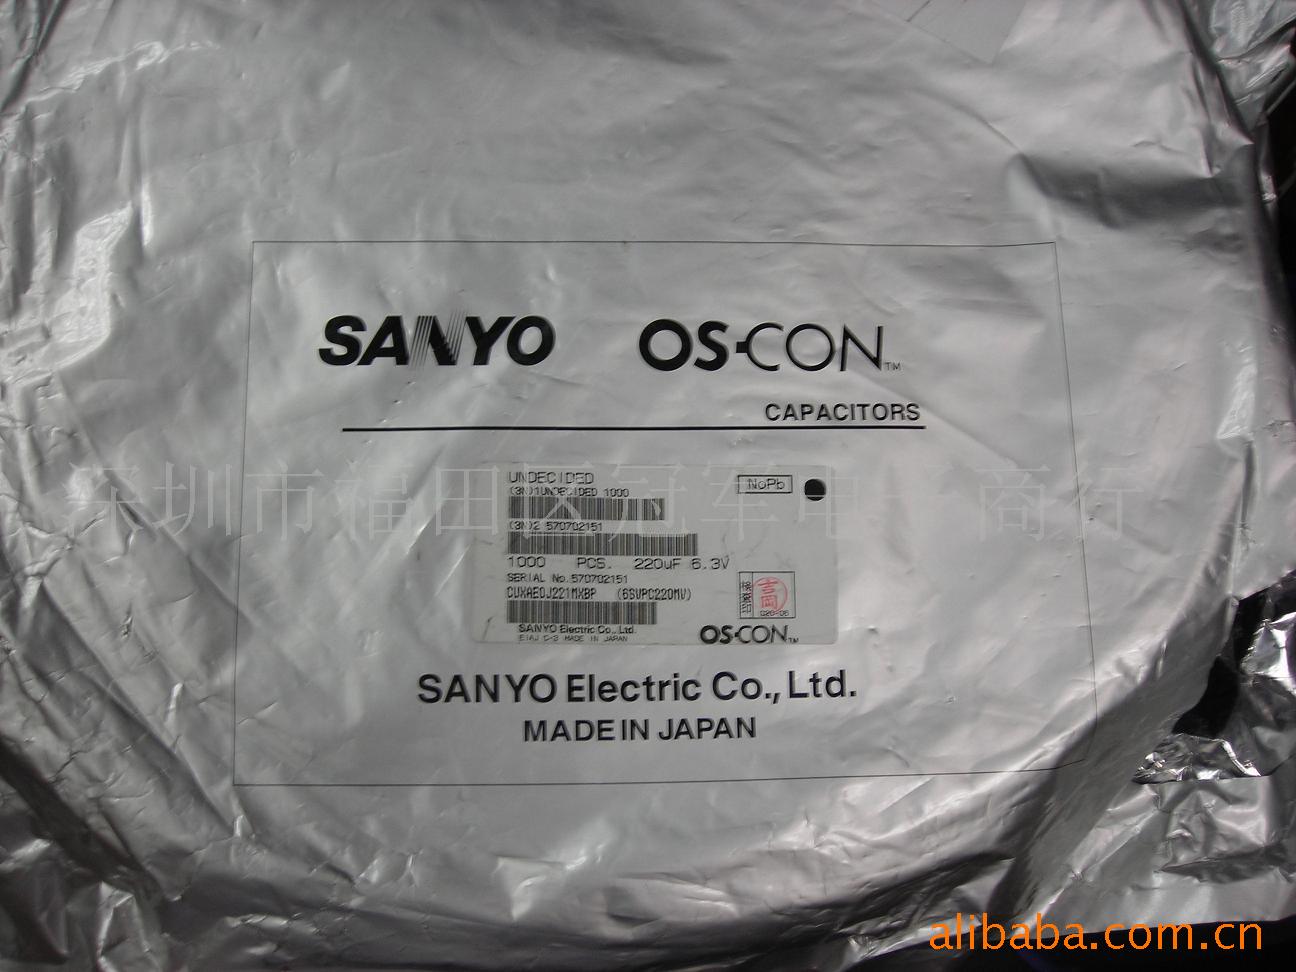 SANYO OS-CON™
CAPACITORS
深圳市福田区冠军电子商行
UNDECIDED
(3N)1UNDECIDED 1000
NoPb
(3N)2 570702151
1000 PCS. 220uF 6.3V
SERIAL No.570702151
CUXAE0J221MXBP (6SVPC220MV)
SANYO Electric Co., Ltd.
EIAJ C-3 MADE IN JAPAN
OS-CON™
SANYO Electric Co., Ltd.
MADE IN JAPAN
alibaba.com.cn